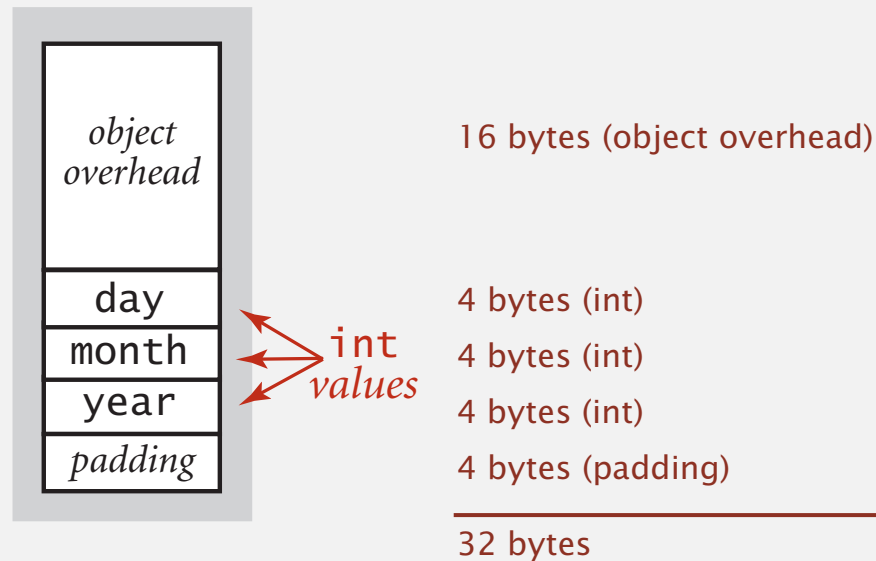 object
overhead
16 bytes (object overhead)
day
4 bytes (int)
month
int
4 bytes (int)
values
year
4 bytes (int)
padding
4 bytes (padding)
32 bytes